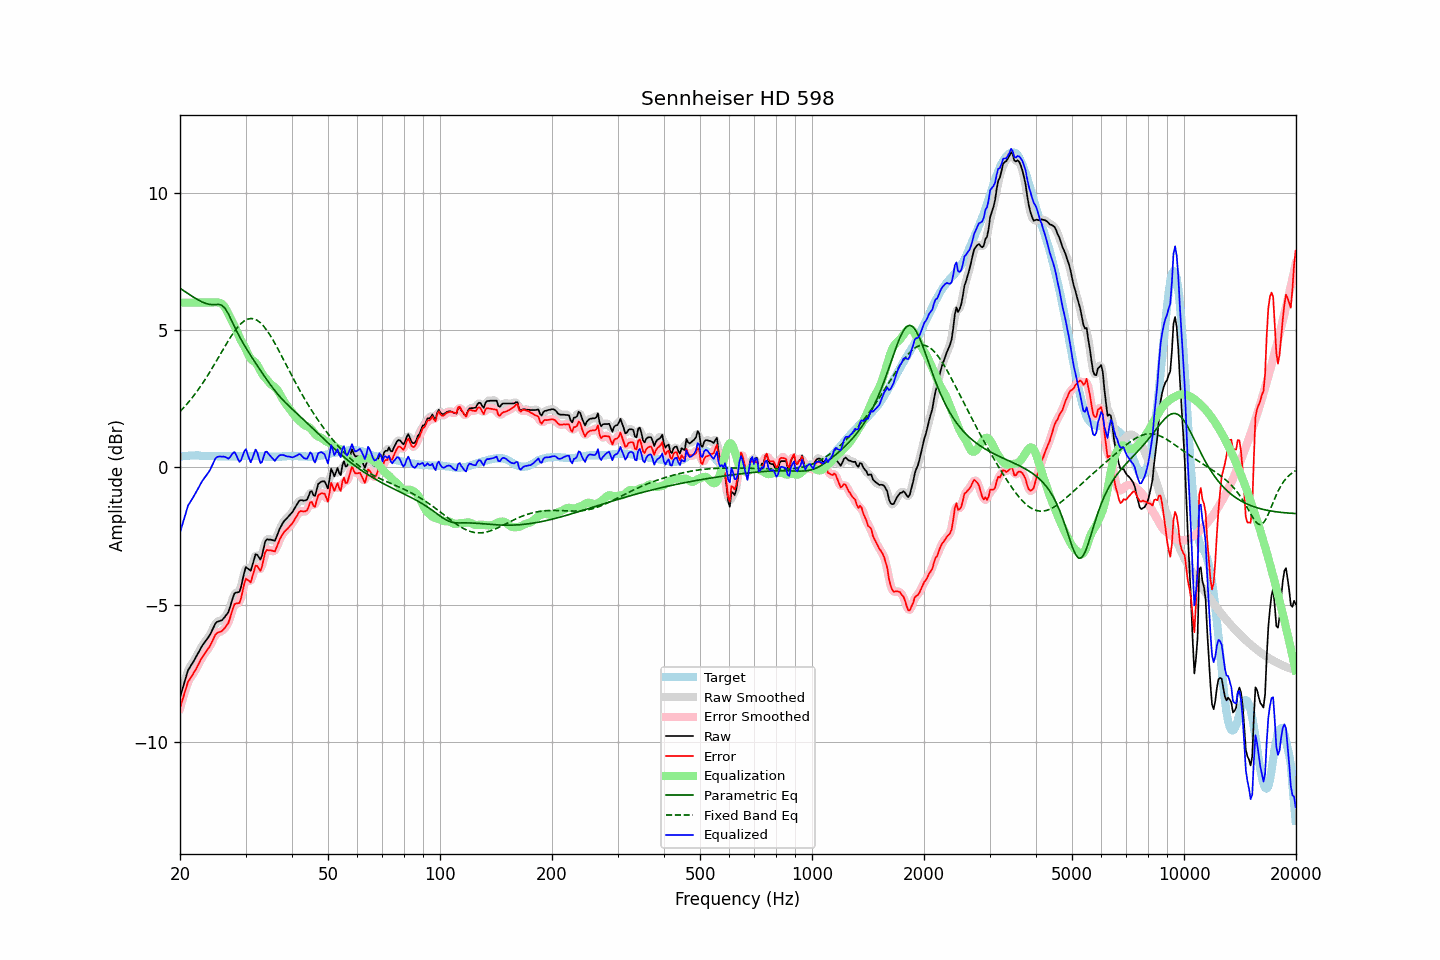 Sennheiser HD 598
Amplitude (dBr)
10
5
0
−5
−10
Target
Raw Smoothed
Error Smoothed
Raw
Error
Equalization
Parametric Eq
Fixed Band Eq
Equalized
20 50 100 200 500 1000 2000 5000 10000 20000
Frequency (Hz)